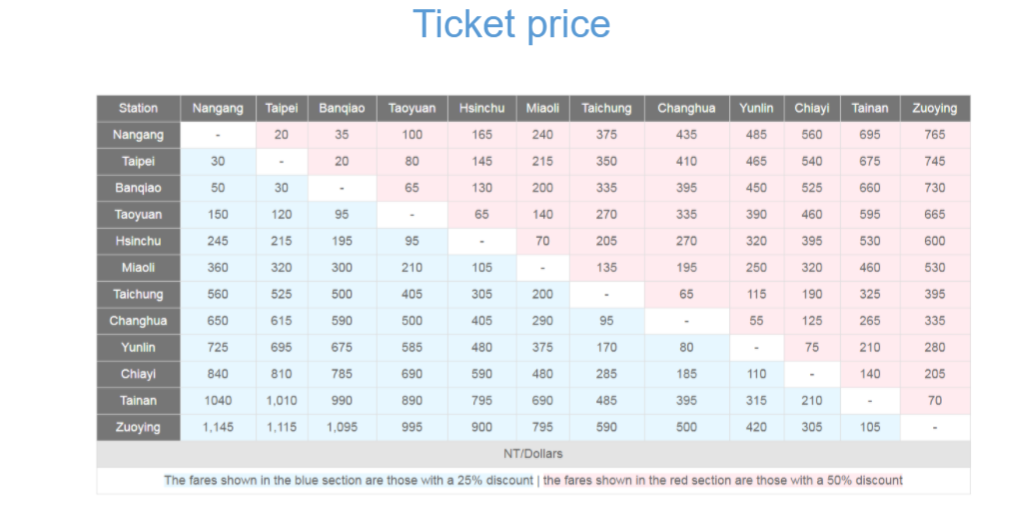 Ticket price
Station Nangang Taipei Banqiao Taoyuan Hsinchu Miaoli Taichung Changhua Yunlin Chiayi Tainan Zuoying
Nangang - 20 35 100 165 240 375 435 485 560 695 765
Taipei 30 - 20 80 145 215 350 410 465 540 675 745
Banqiao 50 30 - 65 130 200 335 395 450 525 660 730
Taoyuan 150 120 95 - 65 140 270 335 390 460 595 665
Hsinchu 245 215 195 95 - 70 205 270 320 395 530 600
Miaoli 360 320 300 210 105 - 135 195 250 320 460 530
Taichung 560 525 500 405 305 200 - 65 115 190 325 395
Changhua 650 615 590 500 405 290 95 - 55 125 265 335
Yunlin 725 695 675 585 480 375 170 80 - 75 210 280
Chiayi 840 810 785 690 590 480 285 185 110 - 140 205
Tainan 1040 1,010 990 890 795 690 485 395 315 210 - 70
Zuoying 1,145 1,115 1,095 995 900 795 590 500 420 305 105 -
NT/Dollars
The fares shown in the blue section are those with a 25% discount | the fares shown in the red section are those with a 50% discount